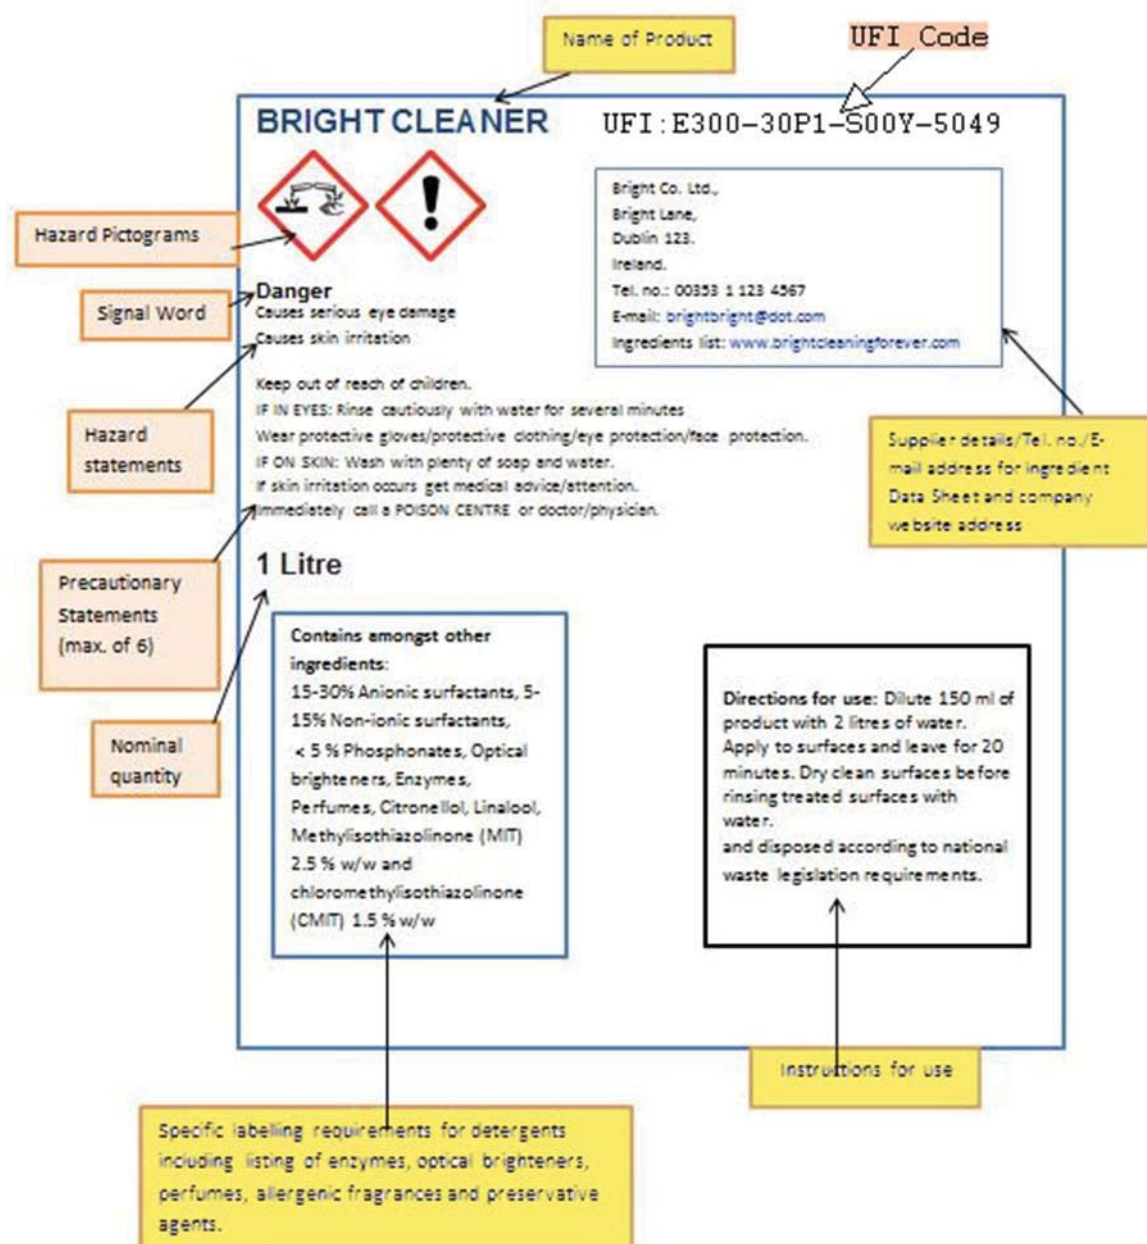 Name of Product
UFI Code
BRIGHT CLEANER
UFI:E300-30P1-S00Y-5049
Bright Co. Ltd.,
Bright Lane,
Dublin 123.
Ireland.
Tel. no.: 00353 1 123 4567
E-mail: brightbright@dot.com
Ingredients list: www.brightcleaningforever.com
Hazard Pictograms
Signal Word
Danger
Causes serious eye damage
Causes skin irritation
Hazard
statements
Keep out of reach of children.
IF IN EYES: Rinse cautiously with water for several minutes
Wear protective gloves/protective clothing/eye protection/face protection.
IF ON SKIN: Wash with plenty of soap and water.
If skin irritation occurs get medical advice/attention.
Immediately call a POISON CENTRE or doctor/physician.
Supplier details/Tel. no./E-
mail address for ingredient
Data Sheet and company
website address
Precautionary
Statements
(max. of 6)
1 Litre
Nominal
quantity
Contains amongst other
ingredients:
15-30% Anionic surfactants, 5-
15% Non-ionic surfactants,
< 5 % Phosphonates, Optical
brighteners, Enzymes,
Perfumes, Citronellol, Linalool,
Methylisothiazolinone (MIT)
2.5 % w/w and
chloromethylisothiazolinone
(CMIT) 1.5 % w/w
Directions for use: Dilute 150 ml of
product with 2 litres of water.
Apply to surfaces and leave for 20
minutes. Dry clean surfaces before
rinsing treated surfaces with
water.
and disposed according to national
waste legislation requirements.
Instructions for use
Specific labelling requirements for detergents
including listing of enzymes, optical brighteners,
perfumes, allergenic fragrances and preservative
agents.